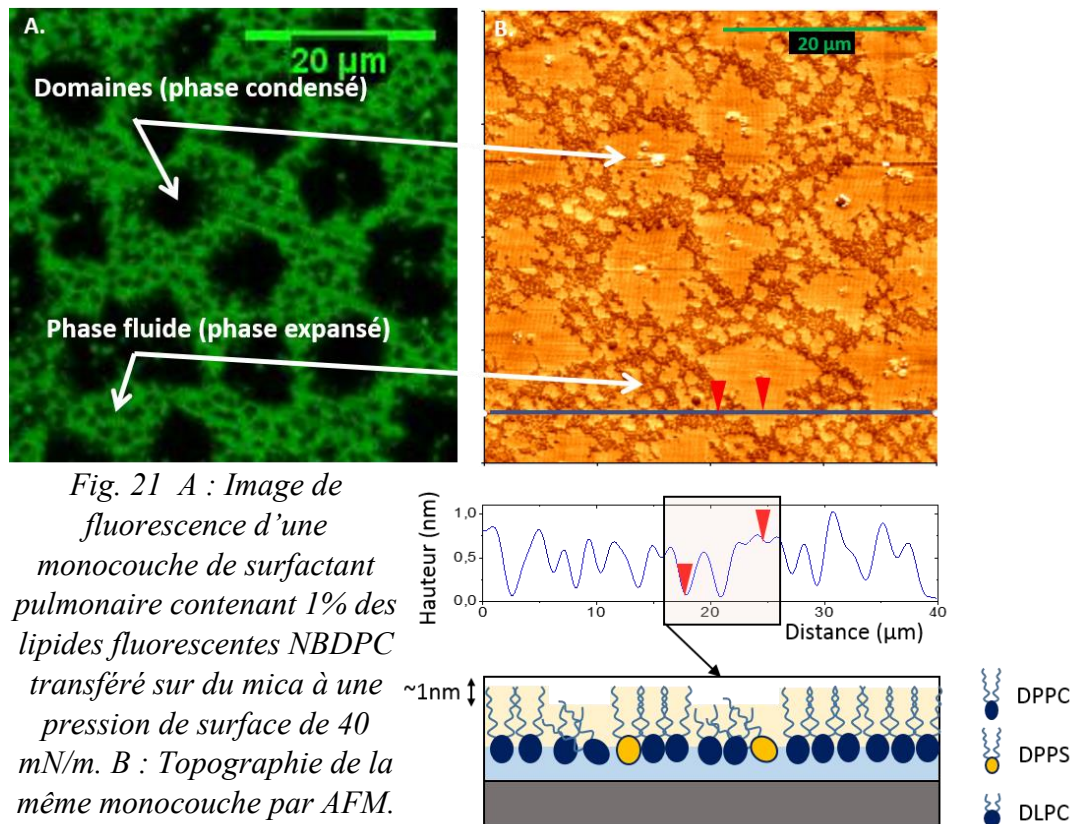 A.
20 µm
Domaines (phase condensé)
Phase fluide (phase expansé)
B.
20 µm
Fig. 21 A : Image de
fluorescence d’une
monocouche de surfactant
pulmonaire contenant 1% des
lipides fluorescentes NBDPC
transféré sur du mica à une
pression de surface de 40
mN/m. B : Topographie de la
même monocouche par AFM.
Hauteur (nm)
1,0
0,5
0,0
0 10 20 30 40
Distance (µm)
~1nm
DPPC
DPPS
DLPC